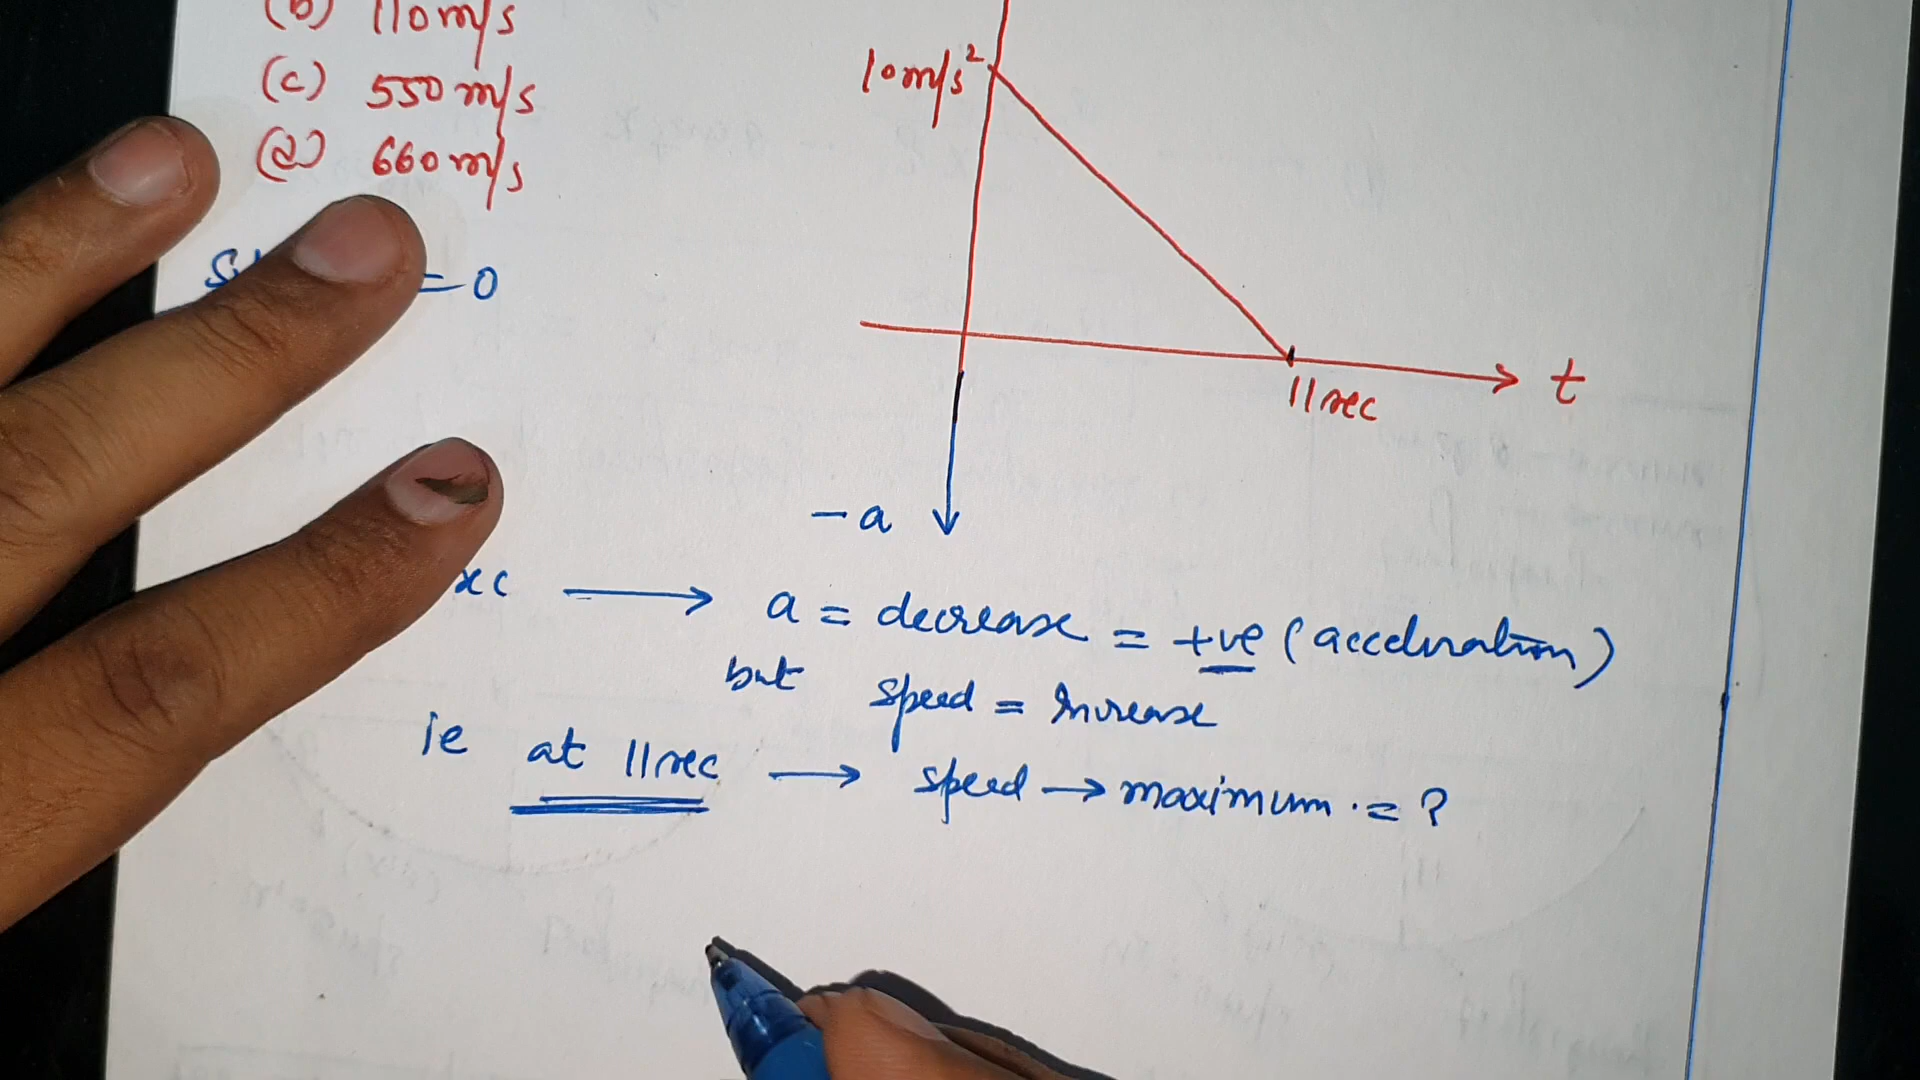 (b) 110 m/s
(c) 550 m/s
(d) 660 m/s
10 m/s²
= 0
t
11 sec
- a
→ a = decrease = +ve (acceleration)
but speed = Increase
ie at 11 sec → speed → maximum . = ?